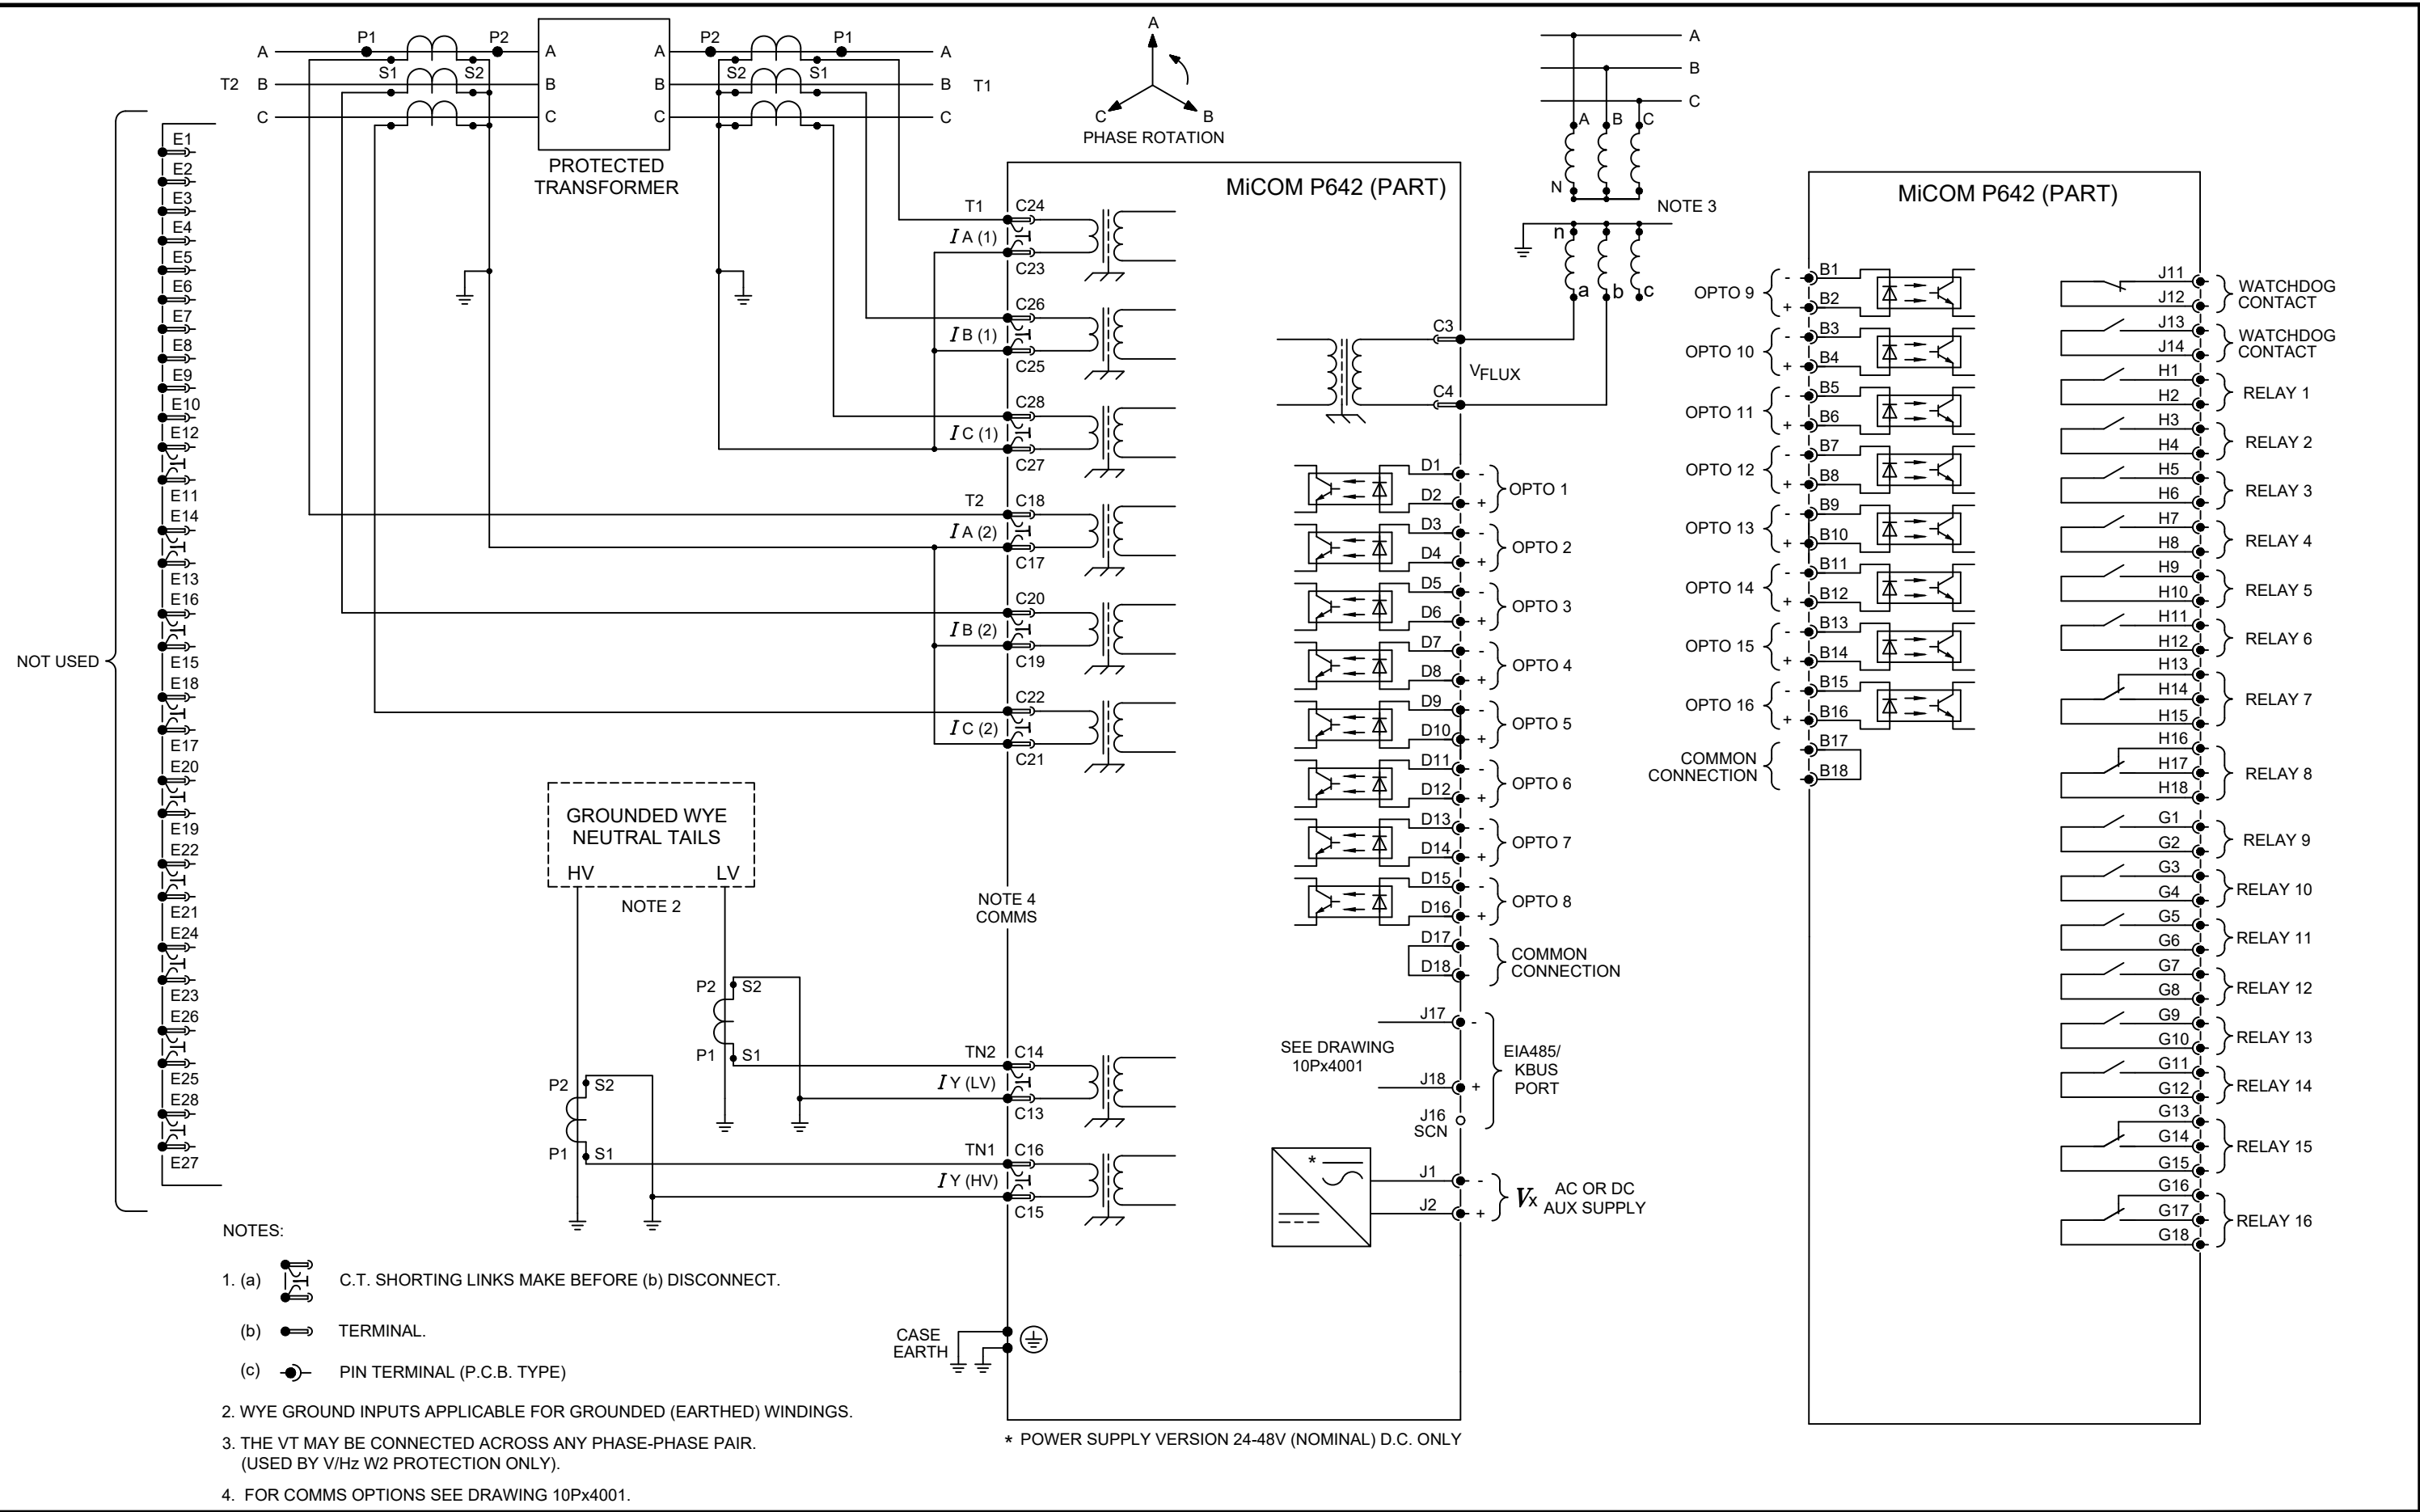 A P1 P2 A
S1 S2
T2 B B
C C
PROTECTED
TRANSFORMER
A P2 P1 A
S2 S1
B B T1
C C
A
C B
PHASE ROTATION
A
B
C
A B C
N
NOTE 3
n
a b c
NOT USED
E1
E2
E3
E4
E5
E6
E7
E8
E9
E10
E12
E11
E14
E13
E16
E15
E18
E17
E20
E19
E22
E21
E24
E23
E26
E25
E28
E27
MiCOM P642 (PART)
T1 C24
I A (1)
C23
C26
I B (1)
C25
C28
I C (1)
C27
T2 C18
I A (2)
C17
C20
I B (2)
C19
C22
I C (2)
C21
GROUNDED WYE
NEUTRAL TAILS
HV LV
NOTE 2
NOTE 4
COMMS
P2 S2
P1 S1
TN2 C14
I Y (LV)
C13
P2 S2
P1 S1
TN1 C16
I Y (HV)
C15
CASE
EARTH
C3
VFLUX
C4
D1 -
D2 +
OPTO 1
D3 -
D4 +
OPTO 2
D5 -
D6 +
OPTO 3
D7 -
D8 +
OPTO 4
D9 -
D10 +
OPTO 5
D11 -
D12 +
OPTO 6
D13 -
D14 +
OPTO 7
D15 -
D16 +
OPTO 8
D17
D18
COMMON
CONNECTION
J17 -
SEE DRAWING
10Px4001
J18 +
J16
SCN
EIA485/
KBUS
PORT
*
J1 -
J2 +
Vx
AC OR DC
AUX SUPPLY
* POWER SUPPLY VERSION 24-48V (NOMINAL) D.C. ONLY
MiCOM P642 (PART)
OPTO 9
- B1
+ B2
OPTO 10
- B3
+ B4
OPTO 11
- B5
+ B6
OPTO 12
- B7
+ B8
OPTO 13
- B9
+ B10
OPTO 14
- B11
+ B12
OPTO 15
- B13
+ B14
OPTO 16
- B15
+ B16
COMMON
CONNECTION
B17
B18
J11
J12
WATCHDOG
CONTACT
J13
J14
WATCHDOG
CONTACT
H1
H2
RELAY 1
H3
H4
RELAY 2
H5
H6
RELAY 3
H7
H8
RELAY 4
H9
H10
RELAY 5
H11
H12
RELAY 6
H13
H14
H15
RELAY 7
H16
H17
H18
RELAY 8
G1
G2
RELAY 9
G3
G4
RELAY 10
G5
G6
RELAY 11
G7
G8
RELAY 12
G9
G10
RELAY 13
G11
G12
RELAY 14
G13
G14
G15
RELAY 15
G16
G17
G18
RELAY 16
NOTES:
1. (a) C.T. SHORTING LINKS MAKE BEFORE (b) DISCONNECT.
(b) TERMINAL.
(c) PIN TERMINAL (P.C.B. TYPE)
2. WYE GROUND INPUTS APPLICABLE FOR GROUNDED (EARTHED) WINDINGS.
3. THE VT MAY BE CONNECTED ACROSS ANY PHASE-PHASE PAIR.
(USED BY V/Hz W2 PROTECTION ONLY).
4. FOR COMMS OPTIONS SEE DRAWING 10Px4001.